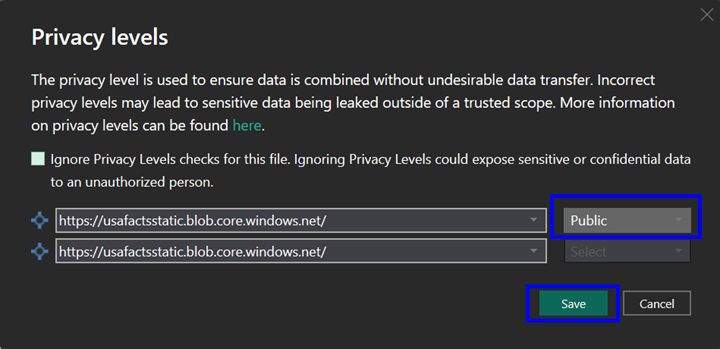 Privacy levels
The privacy level is used to ensure data is combined without undesirable data transfer. Incorrect
privacy levels may lead to sensitive data being leaked outside of a trusted scope. More information
on privacy levels can be found here.
Ignore Privacy Levels checks for this file. Ignoring Privacy Levels could expose sensitive or confidential data
to an unauthorized person.
https://usafactsstatic.blob.core.windows.net/ Public
https://usafactsstatic.blob.core.windows.net/ Select
Save Cancel